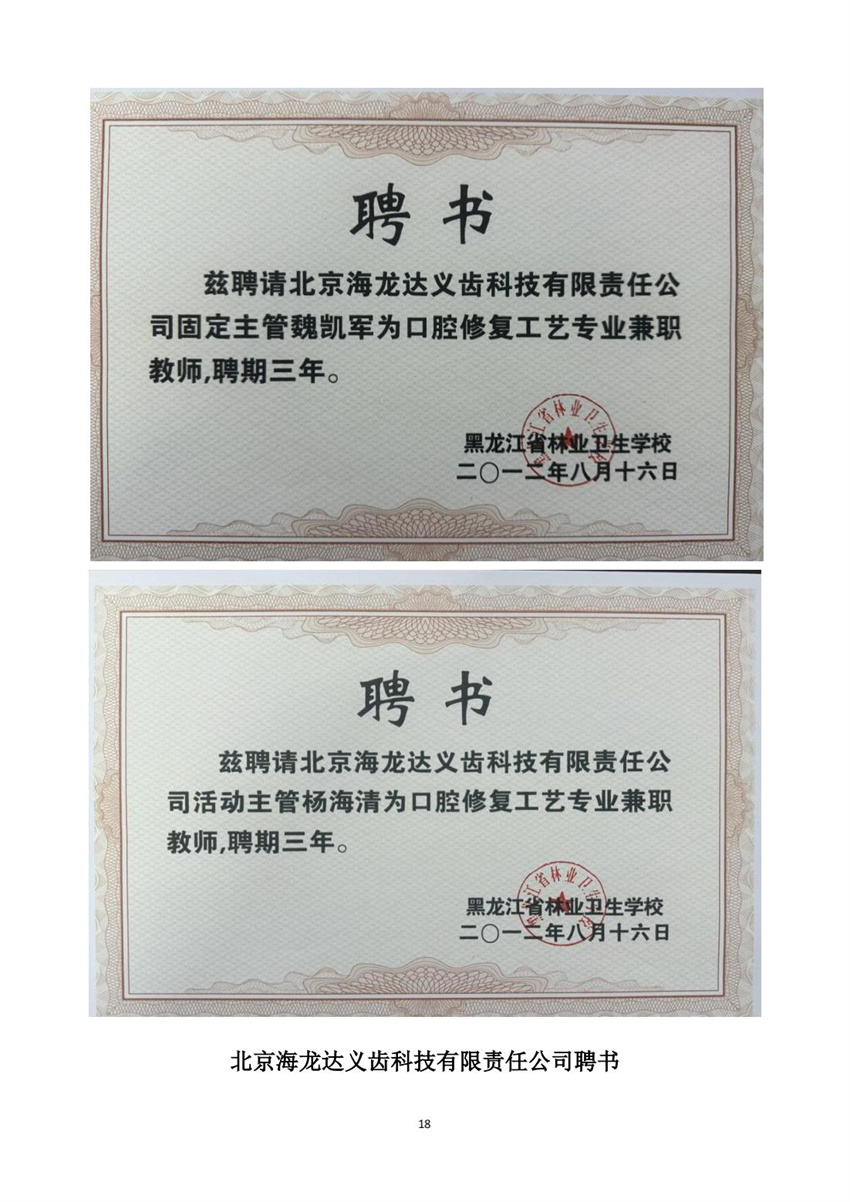 聘书
兹聘请北京海龙达义齿科技有限责任公
司固定主管魏凯军为口腔修复工艺专业兼职
教师,聘期三年。
黑龙江省林业卫生学校
二〇一二年八月十六日
聘书
兹聘请北京海龙达义齿科技有限责任公
司活动主管杨海清为口腔修复工艺专业兼职
教师,聘期三年。
黑龙江省林业卫生学校
二〇一二年八月十六日
北京海龙达义齿科技有限责任公司聘书
18